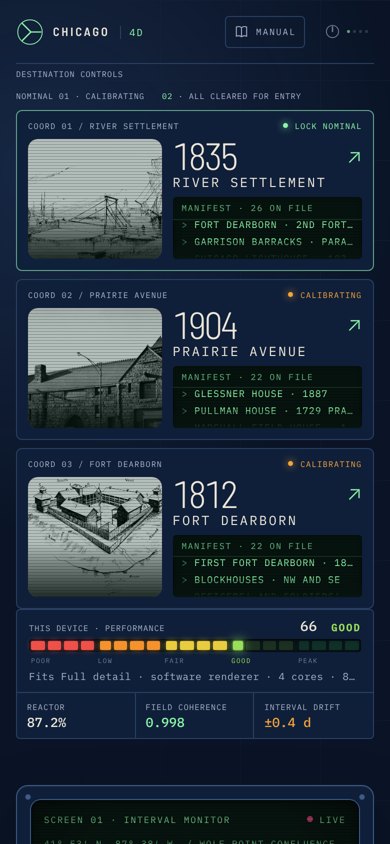 CHICAGO 4D MANUAL
DESTINATION CONTROLS
NOMINAL 01 · CALIBRATING 02 · ALL CLEARED FOR ENTRY
COORD 01 / RIVER SETTLEMENT LOCK NOMINAL
1835
RIVER SETTLEMENT
MANIFEST · 26 ON FILE
> FORT DEARBORN · 2ND FORT…
> GARRISON BARRACKS · PARA…
COORD 02 / PRAIRIE AVENUE CALIBRATING
1904
PRAIRIE AVENUE
MANIFEST · 22 ON FILE
> GLESSNER HOUSE · 1887
> PULLMAN HOUSE · 1729 PRA…
COORD 03 / FORT DEARBORN CALIBRATING
1812
FORT DEARBORN
MANIFEST · 22 ON FILE
> FIRST FORT DEARBORN · 18…
> BLOCKHOUSES · NW AND SE
THIS DEVICE · PERFORMANCE 66 GOOD
POOR LOW FAIR GOOD PEAK
Fits Full detail · software renderer · 4 cores · 8…
REACTOR FIELD COHERENCE INTERVAL DRIFT
87.2% 0.998 ±0.4 d
SCREEN 01 · INTERVAL MONITOR LIVE